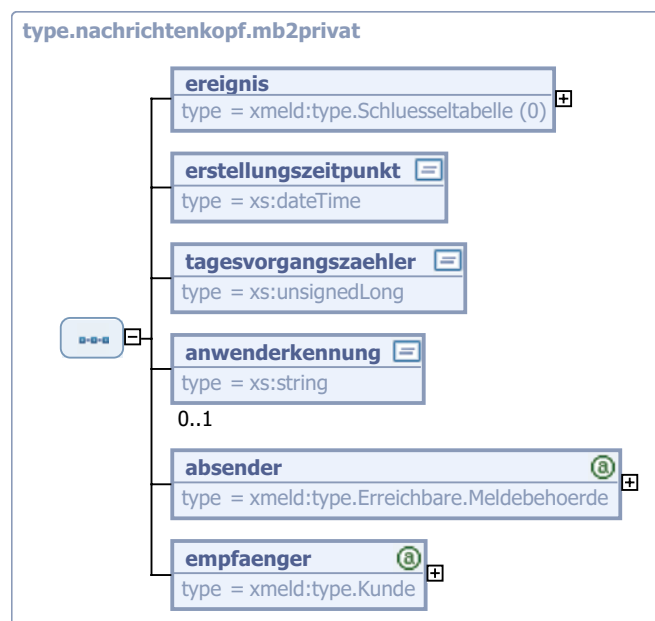 type.nachrichtenkopf.mb2privat
ereignis
type = xmeld:type.Schluesseltabelle (0)
erstellungszeitpunkt
type = xs:dateTime
tagesvorgangszaehler
type = xs:unsignedLong
anwenderkennung
type = xs:string
0..1
absender
type = xmeld:type.Erreichbare.Meldebehoerde
empfaenger
type = xmeld:type.Kunde